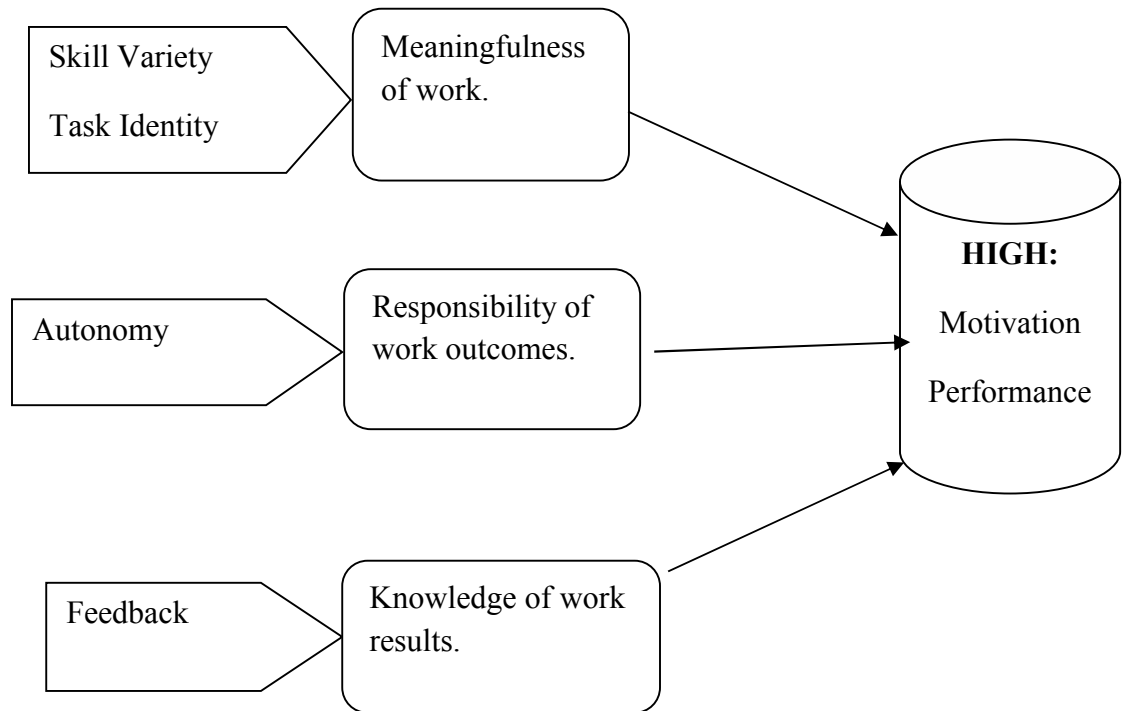 Skill Variety
Task Identity
Meaningfulness
of work.
HIGH:
Motivation
Performance
Autonomy
Responsibility of
work outcomes.
Feedback
Knowledge of work
results.